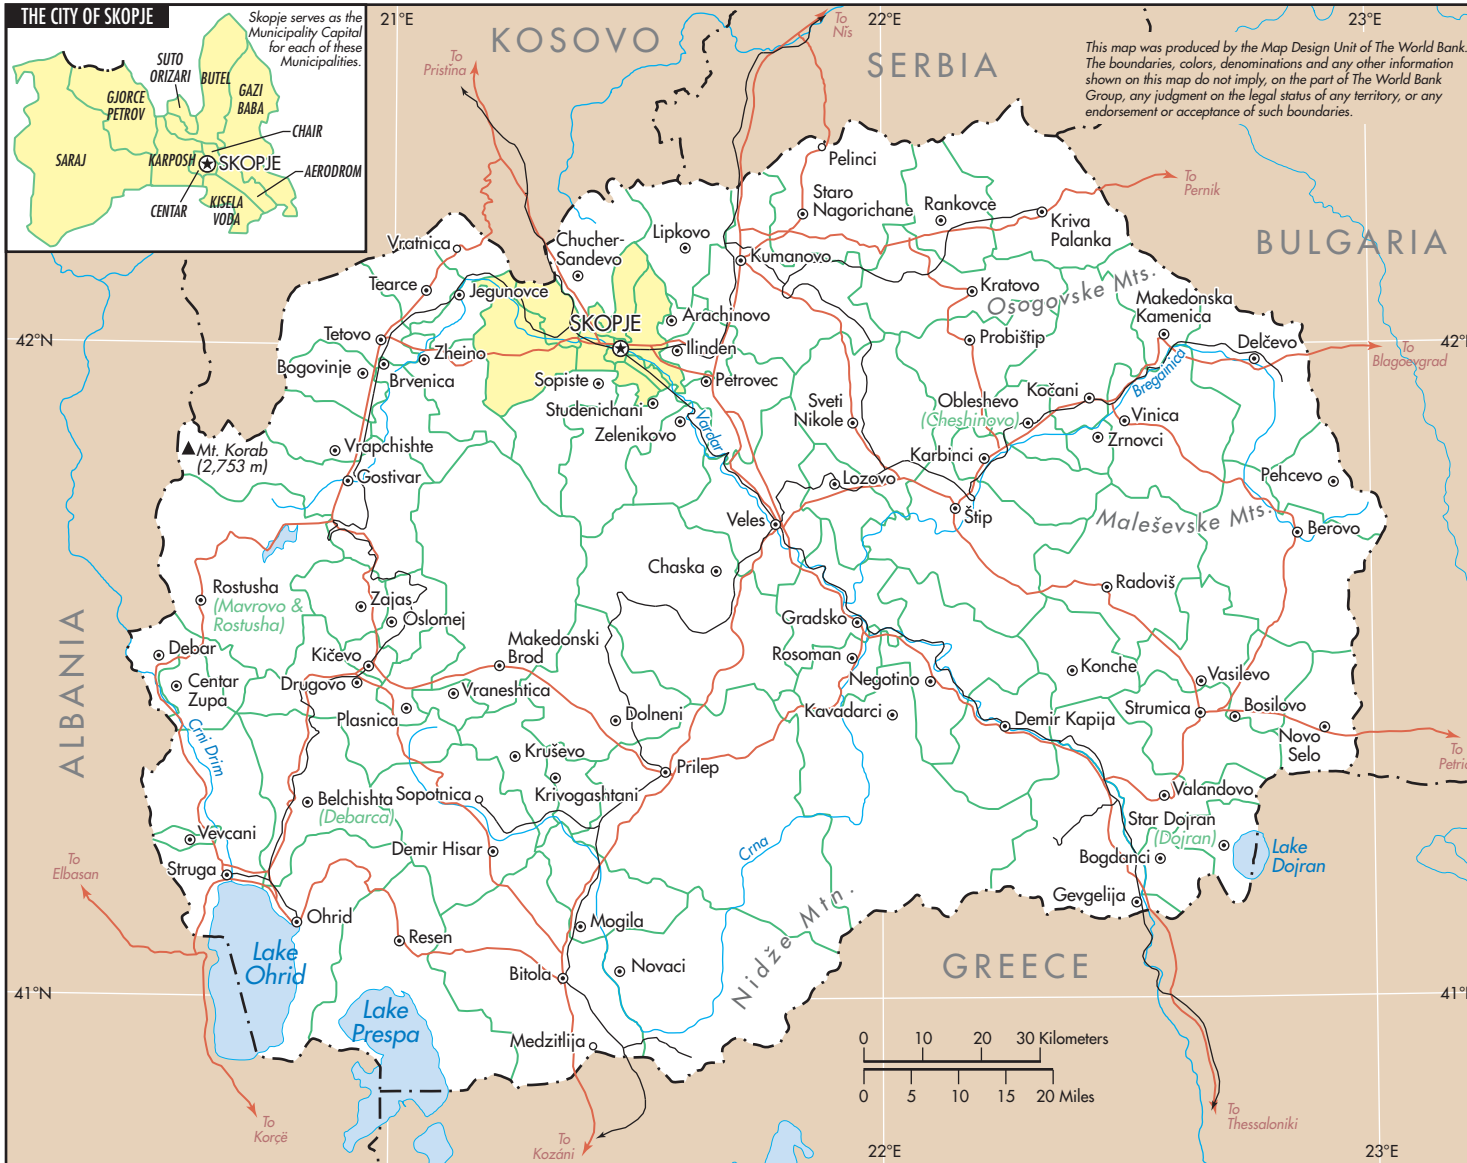 THE CITY OF SKOPJE
Skopje serves as the
Municipality Capital
for each of these
Municipalities.
SUTO
ORIZARI
BUTEL
GAZI
BABA
GJORCE
PETROV
CHAIR
SARAJ
KARPOSH
SKOPJE
AERODROM
CENTAR
KISELA
VODA
21°E
22°E
23°E
To
Nis
To
Pristina
KOSOVO
SERBIA
This map was produced by the Map Design Unit of The World Bank.
The boundaries, colors, denominations and any other information
shown on this map do not imply, on the part of The World Bank
Group, any judgment on the legal status of any territory, or any
endorsement or acceptance of such boundaries.
Pelinci
To
Pernik
Staro
Nagorichane
Rankovce
Kriva
Palanka
BULGARIA
Vratnica
Chucher-
Sandevo
Lipkovo
Kumanovo
Tearce
Jegunovce
Kratovo
Osogovske Mts.
Makedonska
Kamenica
SKOPJE
Arachinovo
42°N
Tetovo
Zheino
Ilinden
Probištip
Delčevo
42°N
To
Blagoevgrad
Bogovinje
Brvenica
Sopiste
Petrovec
Bregalnica
Studenichani
Zelenikovo
Vardar
Sveti
Nikole
Obleshevo
(Cheshinovo)
Kočani
Vinica
Zrnovci
Mt. Korab
(2,753 m)
Vrapchishte
Gostivar
Karbinci
Lozovo
Pehcevo
Veles
Štip
Maleševske Mts.
Berovo
Chaska
Radoviš
Rostusha
(Mavrovo &
Rostusha)
Zajas
Oslomej
Gradsko
ALBANIA
Debar
Makedonski
Brod
Rosoman
Kičevo
Konche
Centar
Zupa
Drugovo
Vraneshtica
Negotino
Vasilevo
Plasnica
Dolneni
Kavadarci
Demir Kapija
Strumica
Bosilovo
Novo
Selo
To
Petric
Crni Drim
Kruševo
Prilep
Belchishta
(Debarca)
Sopotnica
Krivogashtani
Valandovo
Vevcani
Star Dojran
(Dojran)
Demir Hisar
Crna
Bogdanci
Lake
Dojran
To
Elbasan
Struga
Gevgelija
Ohrid
Mogila
Nidže Mtn.
Resen
Lake
Ohrid
Bitola
Novaci
GREECE
41°N
41°N
Lake
Prespa
Medzitlija
0 10 20 30 Kilometers
0 5 10 15 20 Miles
To
Korçë
To
Kozáni
To
Thessaloniki
22°E
23°E